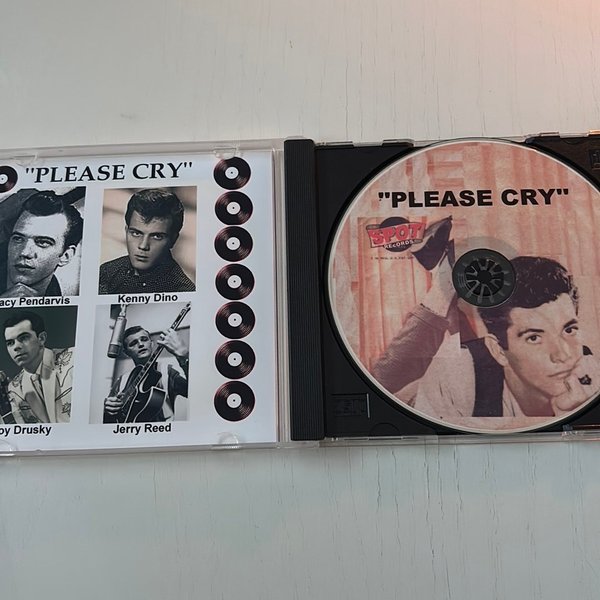 "PLEASE CRY"
acy Pendarvis
Kenny Dino
oy Drusky
Jerry Reed
"PLEASE CRY"
SPOT
RECORDS